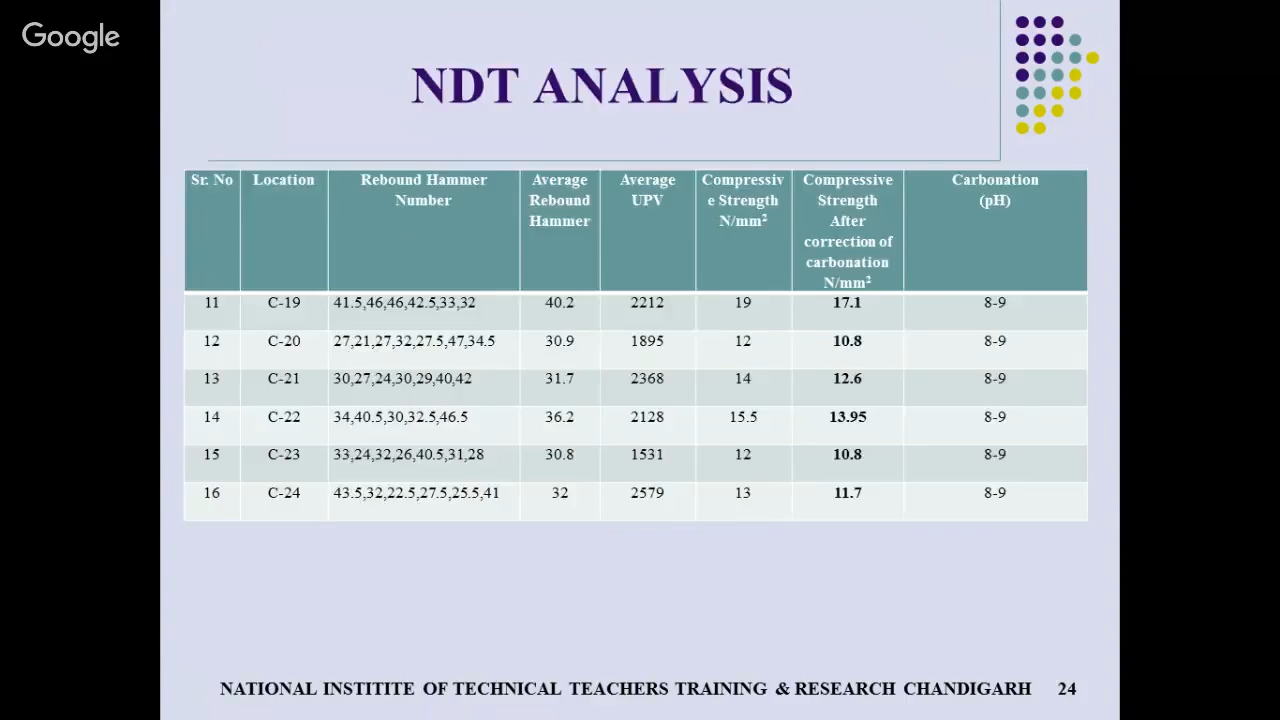 Google
NDT ANALYSIS
Sr. No Location Rebound Hammer Number Average Rebound Hammer Average UPV Compressiv e Strength N/mm² Compressive Strength After correction of carbonation N/mm² Carbonation (pH)
11 C-19 41.5,46,46,42.5,33,32 40.2 2212 19 17.1 8-9
12 C-20 27,21,27,32,27.5,47,34.5 30.9 1895 12 10.8 8-9
13 C-21 30,27,24,30,29,40,42 31.7 2368 14 12.6 8-9
14 C-22 34,40.5,30,32.5,46.5 36.2 2128 15.5 13.95 8-9
15 C-23 33,24,32,26,40.5,31,28 30.8 1531 12 10.8 8-9
16 C-24 43.5,32,22.5,27.5,25.5,41 32 2579 13 11.7 8-9
NATIONAL INSTITITE OF TECHNICAL TEACHERS TRAINING & RESEARCH CHANDIGARH 24